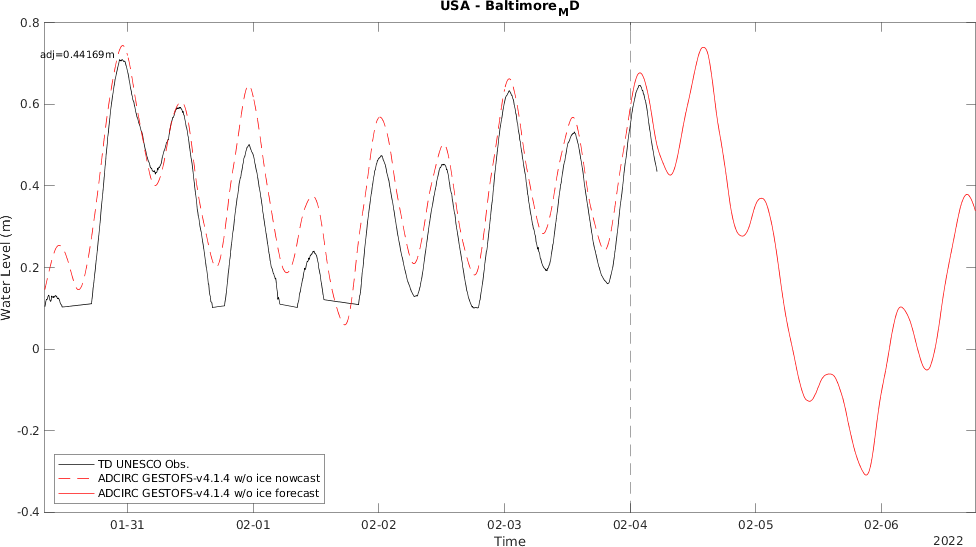 USA - Baltimore_MD
adj=0.44169m
0.8
0.6
0.4
0.2
0
-0.2
-0.4
Water Level (m)
TD UNESCO Obs.
ADCIRC GESTOFS-v4.1.4 w/o ice nowcast
ADCIRC GESTOFS-v4.1.4 w/o ice forecast
01-31 02-01 02-02 02-03 02-04 02-05 02-06
Time
2022